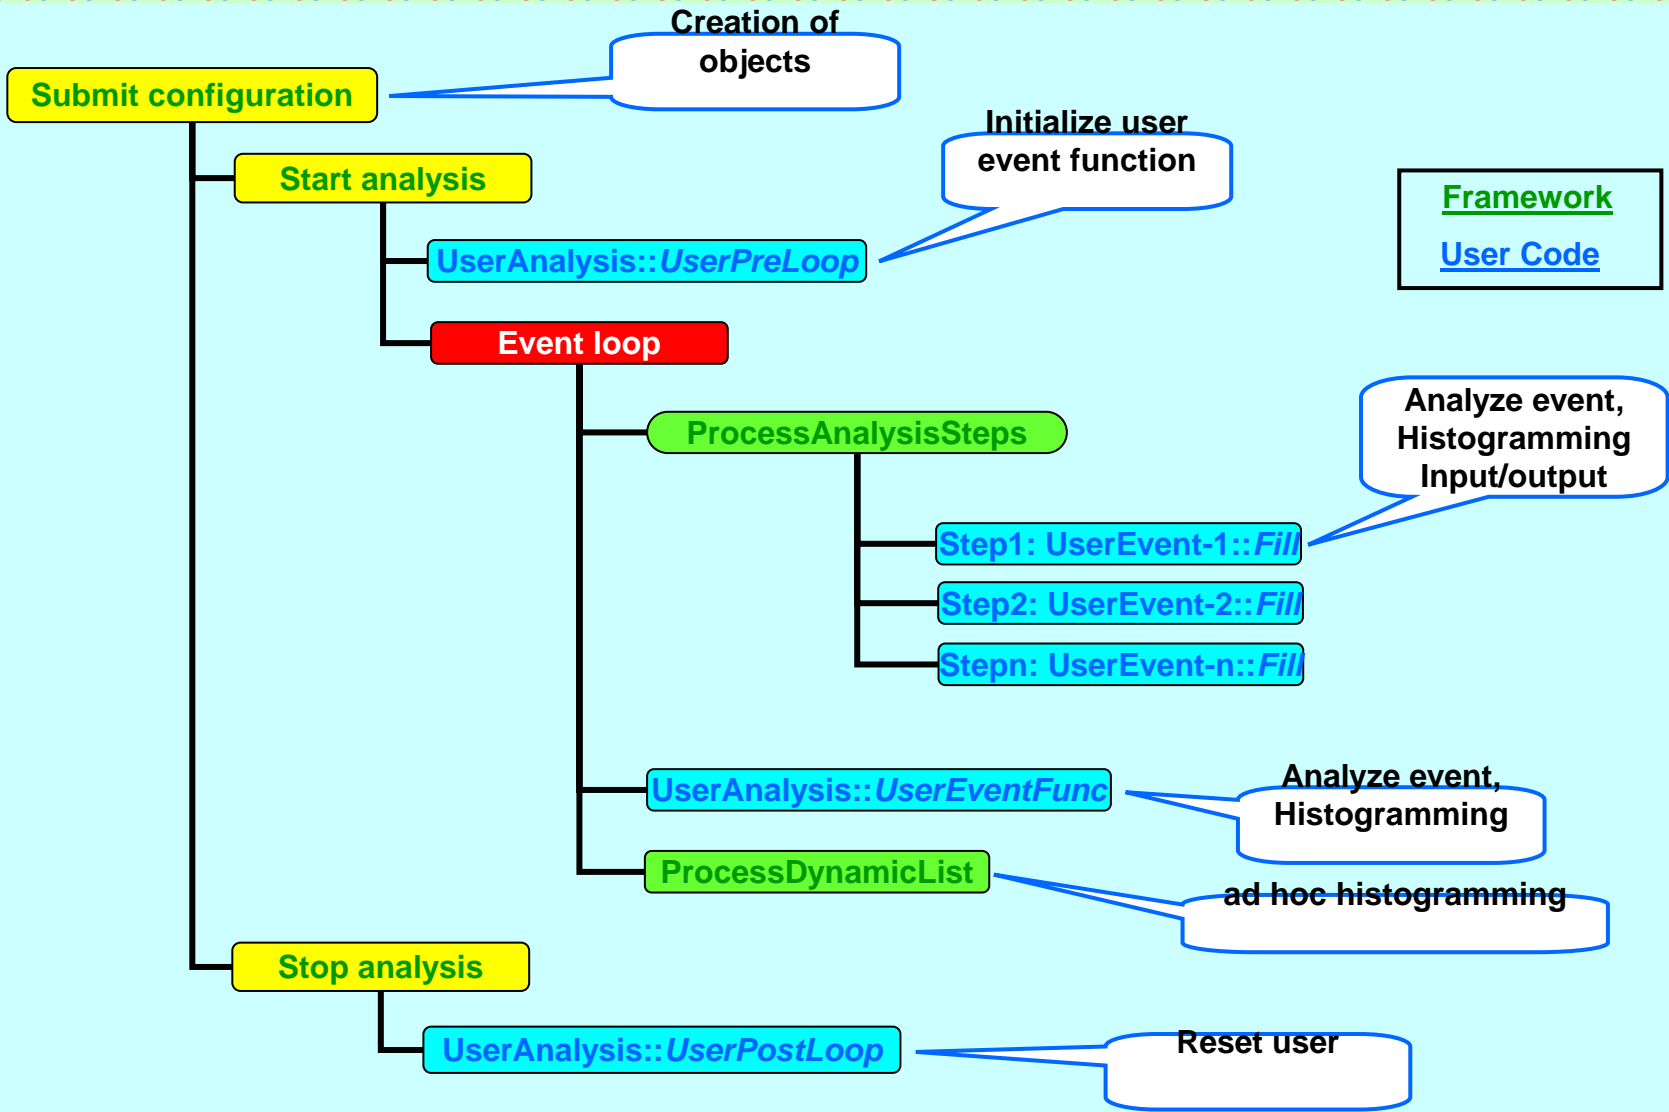 Creation of
objects
Submit configuration
Initialize user
event function
Start analysis
Framework
UserAnalysis::UserPreLoop
User Code
Event loop
Analyze event,
Histogramming
Input/output
ProcessAnalysisSteps
Step1: UserEvent-1::Fill
Step2: UserEvent-2::Fill
Stepn: UserEvent-n::Fill
UserAnalysis::UserEventFunc
Analyze event,
Histogramming
ProcessDynamicList
ad hoc histogramming
Stop analysis
UserAnalysis::UserPostLoop
Reset user